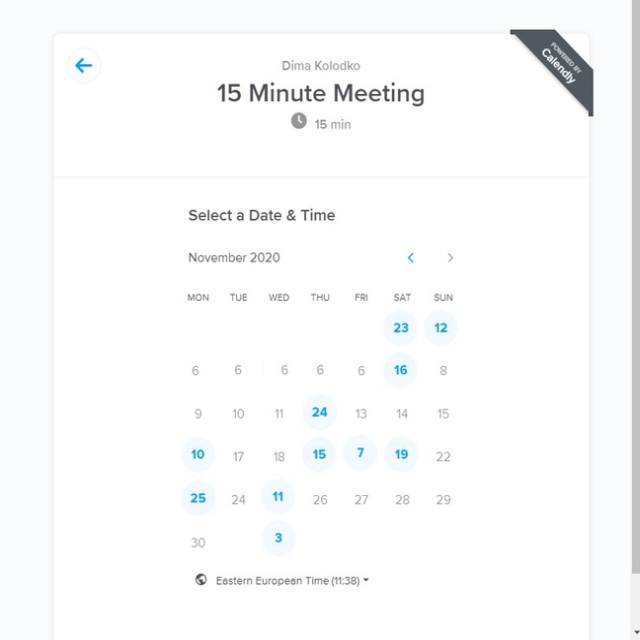 POWERED BY
Calendly
Dima Kolodko
15 Minute Meeting
15 min
Select a Date & Time
November 2020
MON TUE WED THU FRI SAT SUN
23 12
6 6 6 6 6 16 8
9 10 11 24 13 14 15
10 17 18 15 7 19 22
25 24 11 26 27 28 29
30 3
Eastern European Time (11:38)